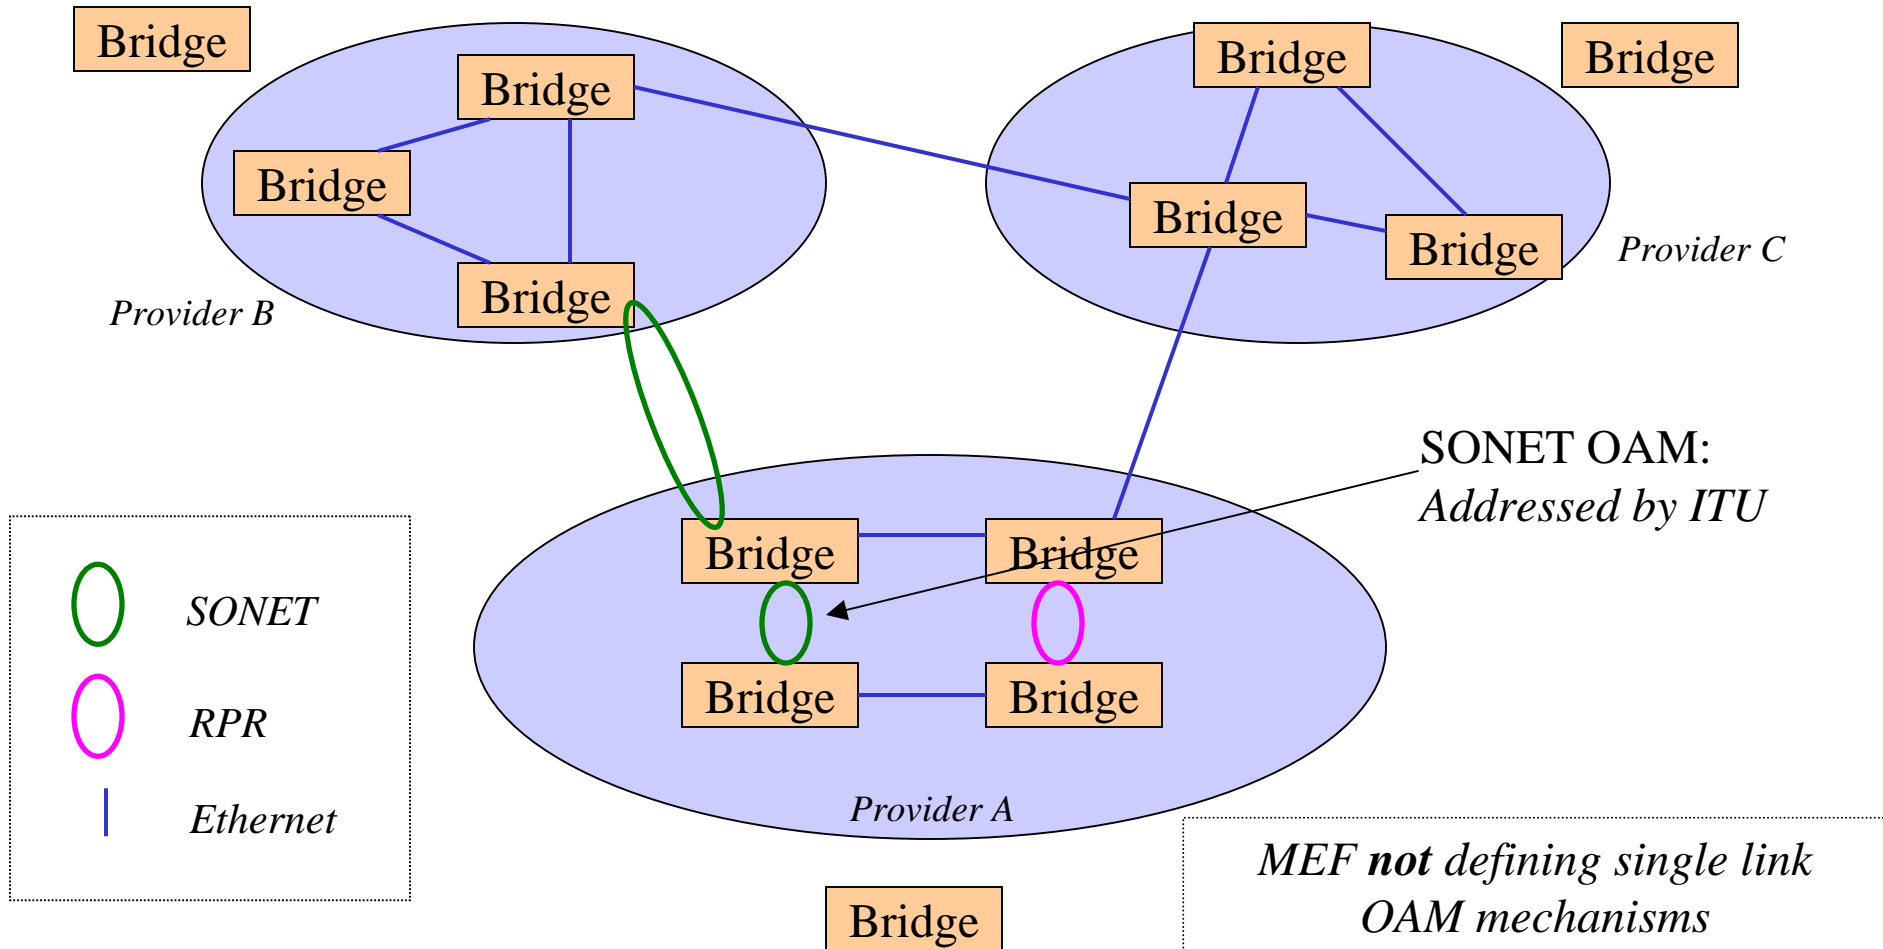 Bridge
Bridge
Bridge
Bridge
Bridge
Bridge
Bridge
Bridge
Bridge
Provider C
Provider B
SONET OAM:
Addressed by ITU
Bridge
Bridge
SONET
Bridge
Bridge
RPR
Ethernet
Provider A
MEF not defining single link
OAM mechanisms
Bridge